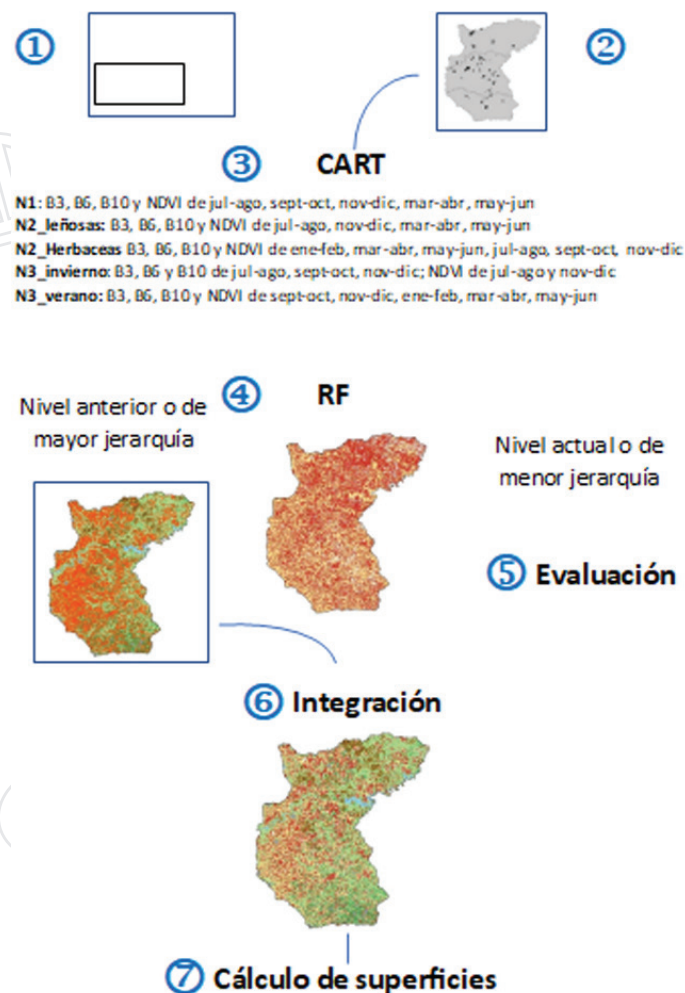 1
2
3 CART
N1: B3, B6, B10 y NDVI de jul-ago, sept-oct, nov-dic, mar-abr, may-jun
N2_leñosas: B3, B6, B10 y NDVI de jul-ago, nov-dic, mar-abr, may-jun
N2_Herbaceas B3, B6, B10 y NDVI de ene-feb, mar-abr, may-jun, jul-ago, sept-oct, nov-dic
N3_invierno: B3, B6 y B10 de jul-ago, sept-oct, nov-dic; NDVI de jul-ago y nov-dic
N3_verano: B3, B6, B10 y NDVI de sept-oct, nov-dic, ene-feb, mar-abr, may-jun
4 RF
Nivel anterior o de
mayor jerarquía
Nivel actual o de
menor jerarquía
5 Evaluación
6 Integración
7 Cálculo de superficies